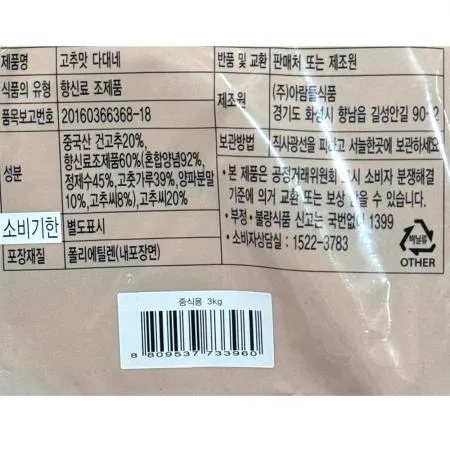 제품명 고추맛 다대네
식품의 유형 향신료 조제품
품목보고번호 20160366368-18
성분
중국산 건고추20%,
향신료조제품60%(혼합양념92%,
정제수45%, 고춧가루39%, 양파분말
10%, 고추씨8%),고추씨20%
소비기한 별도표시
포장재질 폴리에틸렌(내포장면)
반품 및 교환 판매처 또는 제조원
제조원
(주)아람들식품
경기도 화성시 향남읍 길성안길 90-2
보관방법 직사광선을 피하고 서늘한곳에 보관하세요
• 본 제품은 공정거래위원회 고시 소비자 분쟁해결
기준에 의거 교환 또는 보상 받을 수 있습니다.
• 부정·불량식품 신고는 국번없이 1399
• 소비자상담실 : 1522-3783
비닐류
OTHER
중식용 3kg
8 809537 733960